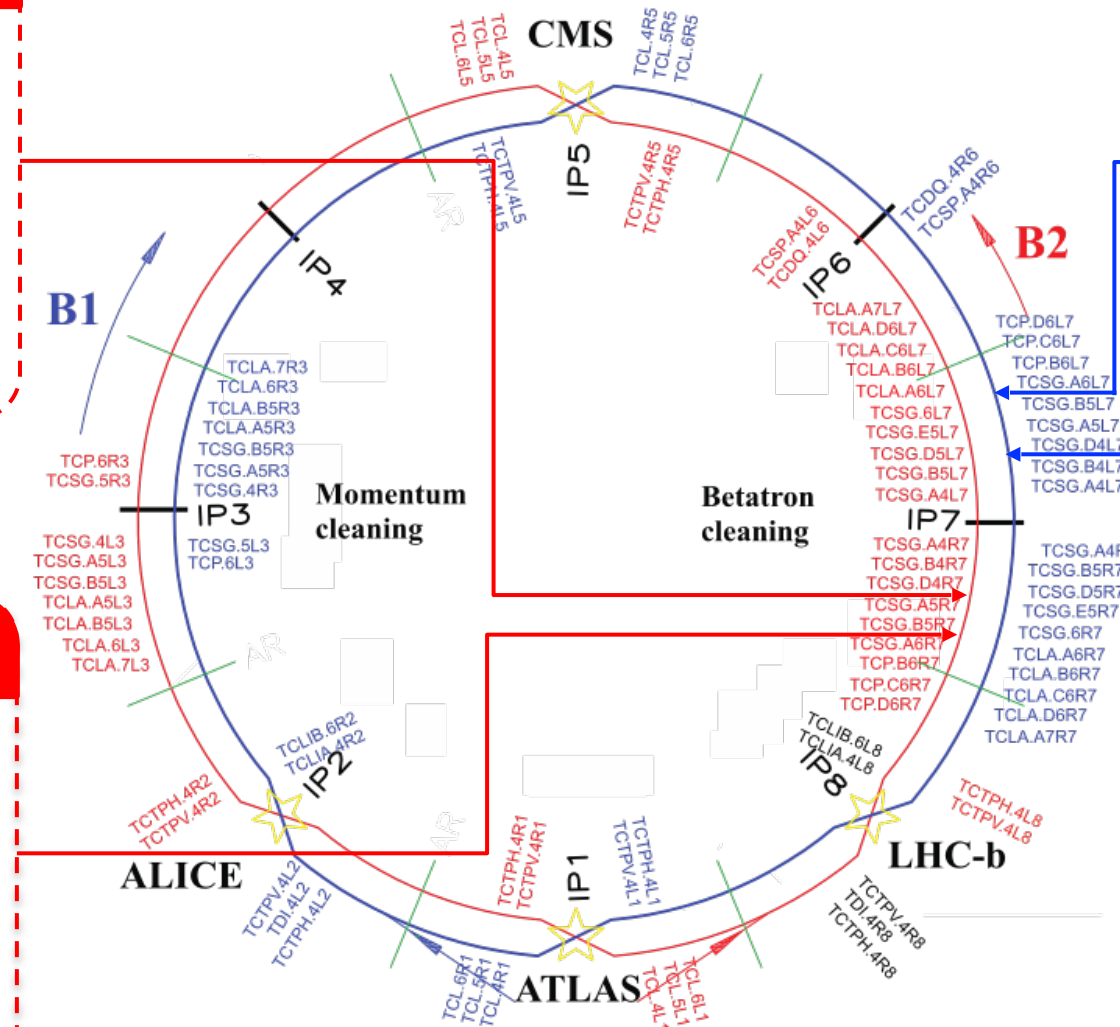 CMS
TCL.4L5
TCL.5L5
TCL.6L5
TCL.4R5
TCL.5R5
TCL.6R5
IP5
TCTPV.4L5
TCTPH.4L5
TCTPV.4R5
TCTPH.4R5
AR
TCDQ.4R6
TCSP.A4R6
TCSP.A4L6
TCDQ.4L6
IP6
B2
IP4
B1
TCLA.7R3
TCLA.6R3
TCLA.B5R3
TCLA.A5R3
TCSG.B5R3
TCSG.A5R3
TCSG.4R3
TCP.6R3
TCSG.5R3
IP3
TCSG.5L3
TCP.6L3
TCSG.4L3
TCSG.A5L3
TCSG.B5L3
TCLA.A5L3
TCLA.B5L3
TCLA.6L3
TCLA.7L3
Momentum
cleaning
Betatron
cleaning
TCLA.A7L7
TCLA.D6L7
TCLA.C6L7
TCLA.B6L7
TCLA.A6L7
TCSG.6L7
TCSG.E5L7
TCSG.D5L7
TCSG.B5L7
TCSG.A4L7
TCP.D6L7
TCP.C6L7
TCP.B6L7
TCSG.A6L7
TCSG.B5L7
TCSG.A5L7
TCSG.D4L7
TCSG.B4L7
TCSG.A4L7
IP7
TCSG.A4R7
TCSG.B4R7
TCSG.D4R7
TCSG.A5R7
TCSG.B5R7
TCSG.A6R7
TCP.B6R7
TCP.C6R7
TCP.D6R7
TCSG.A4R7
TCSG.B5R7
TCSG.D5R7
TCSG.E5R7
TCSG.6R7
TCLA.A6R7
TCLA.B6R7
TCLA.C6R7
TCLA.D6R7
TCLA.A7R7
AR
TCLIB.6R2
TCLIA.4R2
IP2
TCTPH.4R2
TCTPV.4R2
ALICE
TCTPV.4L2
TDI.4L2
TCTPH.4L2
TCLIB.6L8
TCLIA.4L8
IP8
TCTPH.4L8
TCTPV.4L8
LHC-b
TCTPV.4R8
TDI.4R8
TCTPH.4R8
AR
TCTPH.4R1
TCTPV.4R1
IP1
TCTPH.4L1
TCTPV.4L1
TCL.6R1
TCL.5R1
TCL.4R1
ATLAS
TCL.6L1
TCL.5L1
TCL.4L1